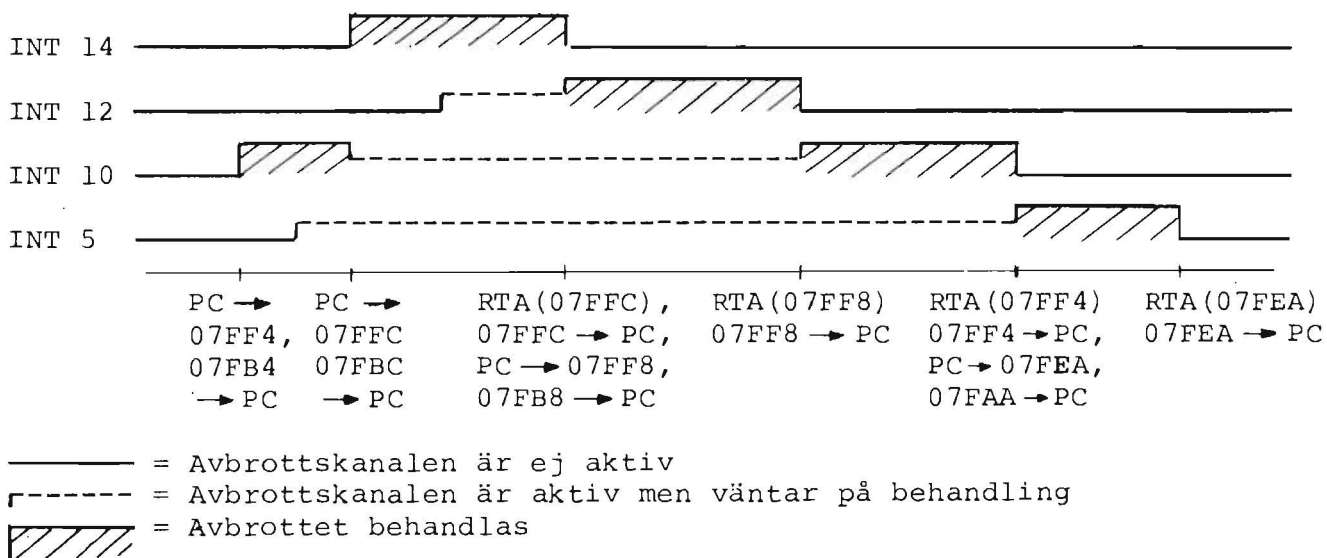 INT 14
INT 12
INT 10
INT 5
PC → PC → RTA(07FFC), RTA(07FF8) RTA(07FF4) RTA(07FEA)
07FF4, 07FFC 07FFC → PC, 07FF8 → PC 07FF4 → PC, 07FEA → PC
07FB4 07FBC PC → 07FF8, PC → 07FEA,
→ PC → PC 07FB8 → PC 07FAA → PC
= Avbrottskanalen är ej aktiv
= Avbrottskanalen är aktiv men väntar på behandling
= Avbrottet behandlas